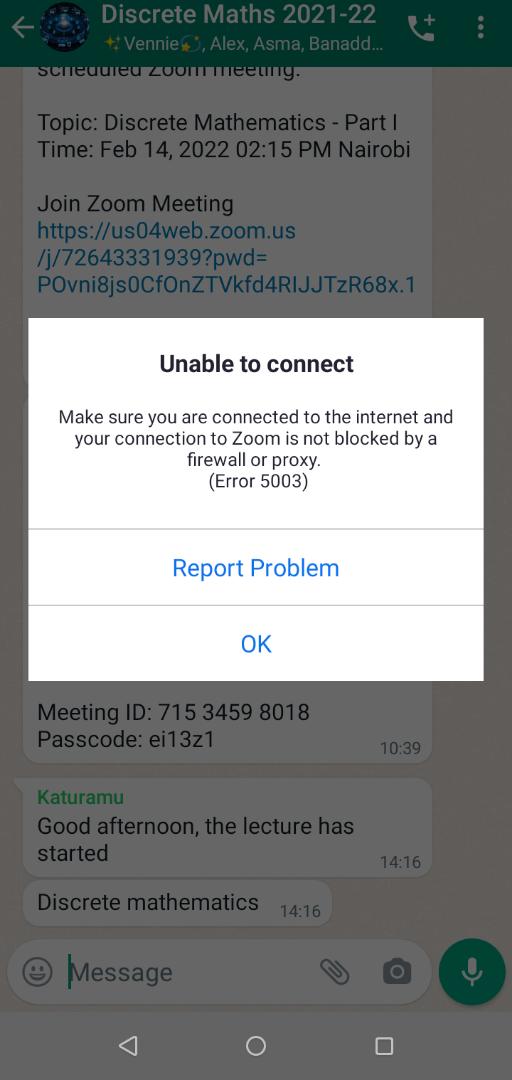 Discrete Maths 2021-22
✨Vennie💫, Alex, Asma, Banadd...
scheduled Zoom meeting.
Topic: Discrete Mathematics - Part I
Time: Feb 14, 2022 02:15 PM Nairobi
Join Zoom Meeting
https://us04web.zoom.us
/j/72643331939?pwd=
POvni8js0CfOnZTVkfd4RIJJTzR68x.1
Unable to connect
Make sure you are connected to the internet and
your connection to Zoom is not blocked by a
firewall or proxy.
(Error 5003)
Report Problem
OK
Meeting ID: 715 3459 8018
Passcode: ei13z1
10:39
Katuramu
Good afternoon, the lecture has
started
14:16
Discrete mathematics 14:16
Message